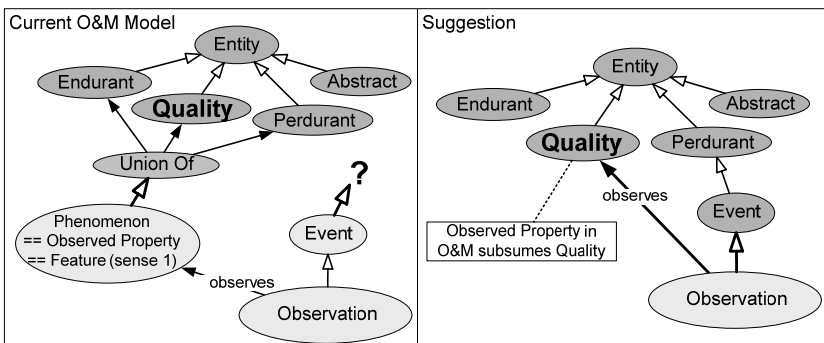 Current O&M Model
Entity
Endurant
Abstract
Quality
Perdurant
Union Of
?
Phenomenon
== Observed Property
== Feature (sense 1)
Event
observes
Observation
Suggestion
Entity
Endurant
Abstract
Quality
Perdurant
observes
Event
Observed Property in
O&M subsumes Quality
Observation